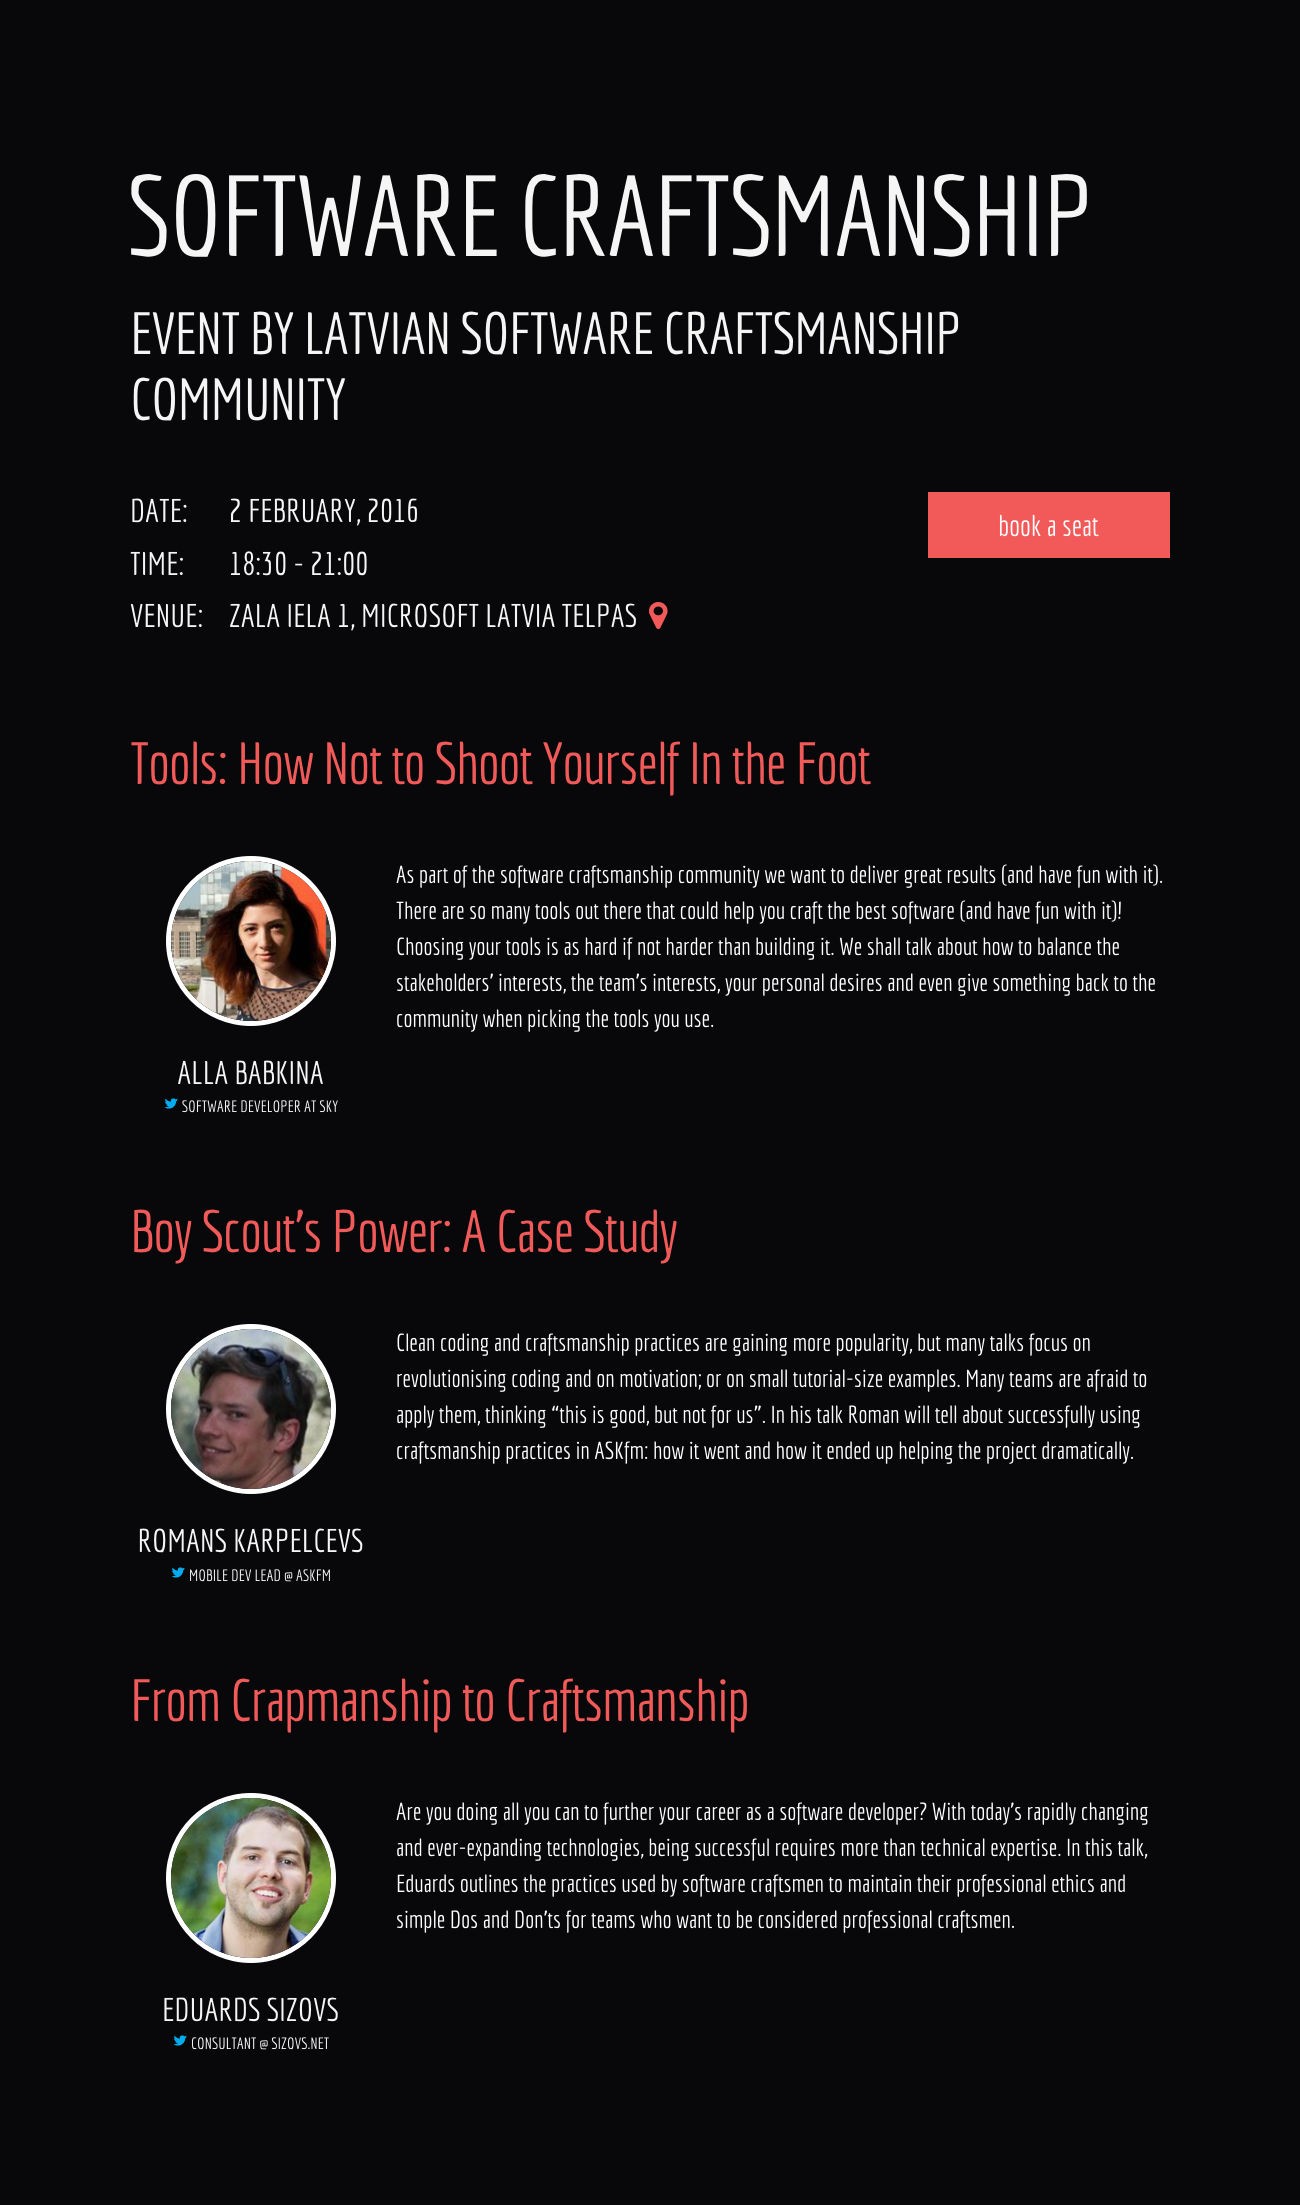 SOFTWARE CRAFTSMANSHIP
EVENT BY LATVIAN SOFTWARE CRAFTSMANSHIP
COMMUNITY
DATE: 2 FEBRUARY, 2016
book a seat
TIME: 18:30 - 21:00
VENUE: ZALA IELA 1, MICROSOFT LATVIA TELPAS
Tools: How Not to Shoot Yourself In the Foot
As part of the software craftsmanship community we want to deliver great results (and have fun with it).
There are so many tools out there that could help you craft the best software (and have fun with it)!
Choosing your tools is as hard if not harder than building it. We shall talk about how to balance the
stakeholders’ interests, the team’s interests, your personal desires and even give something back to the
community when picking the tools you use.
ALLA BABKINA
SOFTWARE DEVELOPER AT SKY
Boy Scout’s Power: A Case Study
Clean coding and craftsmanship practices are gaining more popularity, but many talks focus on
revolutionising coding and on motivation; or on small tutorial-size examples. Many teams are afraid to
apply them, thinking “this is good, but not for us”. In his talk Roman will tell about successfully using
craftsmanship practices in ASKfm: how it went and how it ended up helping the project dramatically.
ROMANS KARPELCEVS
MOBILE DEV LEAD @ ASKFM
From Crapmanship to Craftsmanship
Are you doing all you can to further your career as a software developer? With today’s rapidly changing
and ever-expanding technologies, being successful requires more than technical expertise. In this talk,
Eduards outlines the practices used by software craftsmen to maintain their professional ethics and
simple Dos and Don’ts for teams who want to be considered professional craftsmen.
EDUARDS SIZOVS
CONSULTANT @ SIZOVS.NET